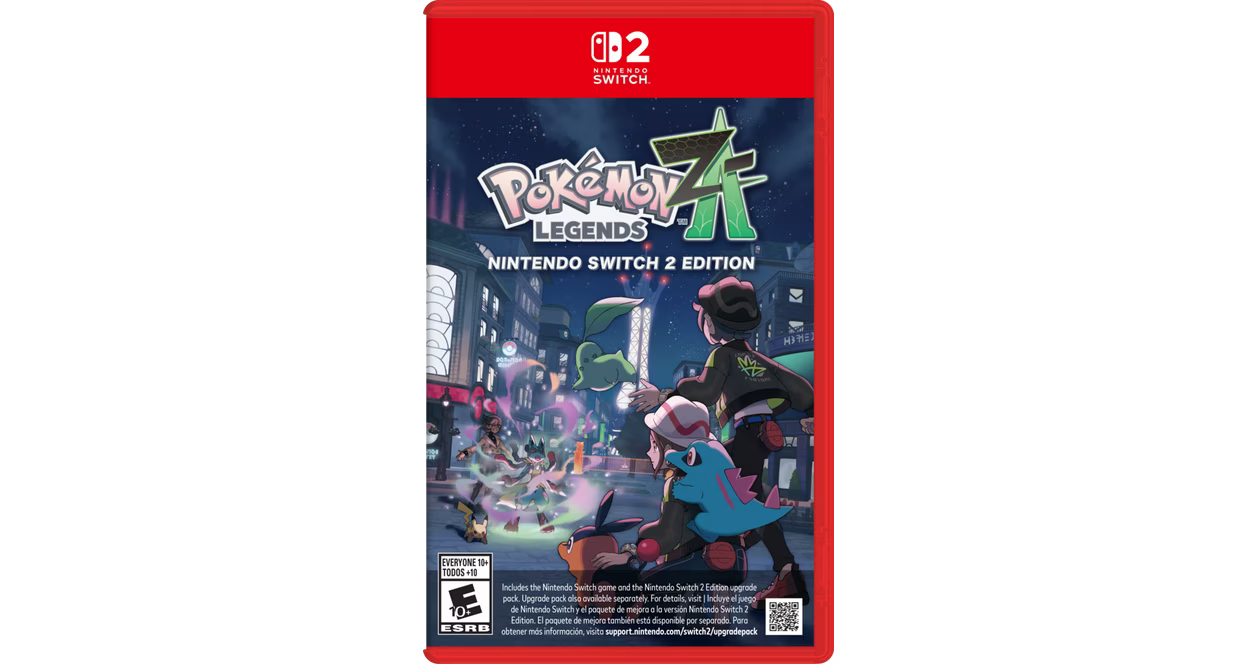 2
NINTENDO
SWITCH™
POKéMON
LEGENDS
ZA
™
NINTENDO SWITCH 2 EDITION
EVERYONE 10+
TODOS +10
E
10+
ESRB
Includes the Nintendo Switch game and the Nintendo Switch 2 Edition upgrade
pack. Upgrade pack also available separately. For details, visit | Incluye el juego
de Nintendo Switch y el paquete de mejora a la versión Nintendo Switch 2
Edition. El paquete de mejora también está disponible por separado. Para
obtener más información, visita support.nintendo.com/switch2/upgradepack